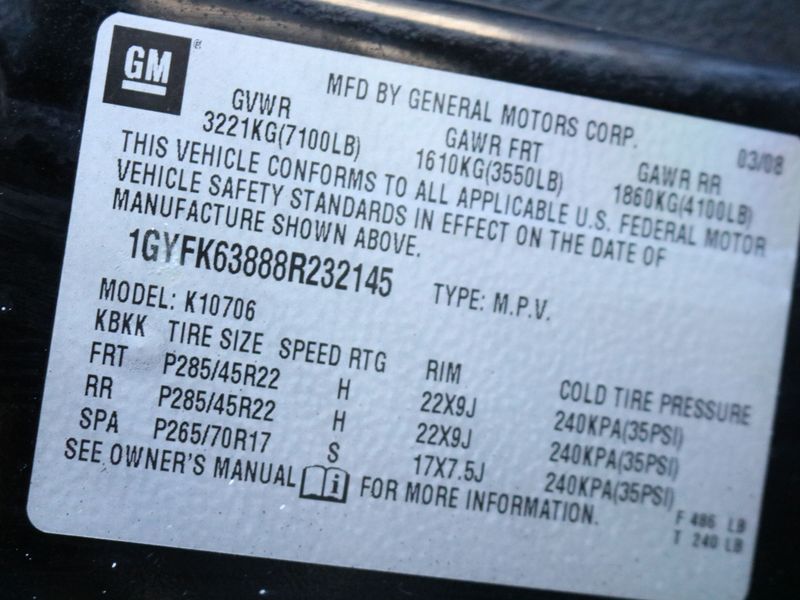 GM®
MFD BY GENERAL MOTORS CORP. 03/08
GVWR GAWR FRT GAWR RR
3221KG(7100LB) 1610KG(3550LB) 1860KG(4100LB)
THIS VEHICLE CONFORMS TO ALL APPLICABLE U.S. FEDERAL MOTOR
VEHICLE SAFETY STANDARDS IN EFFECT ON THE DATE OF
MANUFACTURE SHOWN ABOVE.
1GYFK63888R232145 TYPE: M.P.V.
MODEL: K10706
KBKK TIRE SIZE SPEED RTG RIM COLD TIRE PRESSURE
FRT P285/45R22 H 22X9J 240KPA(35PSI)
RR P285/45R22 H 22X9J 240KPA(35PSI)
SPA P265/70R17 S 17X7.5J 240KPA(35PSI)
SEE OWNER'S MANUAL i FOR MORE INFORMATION.
F 486 LB
T 240 LB